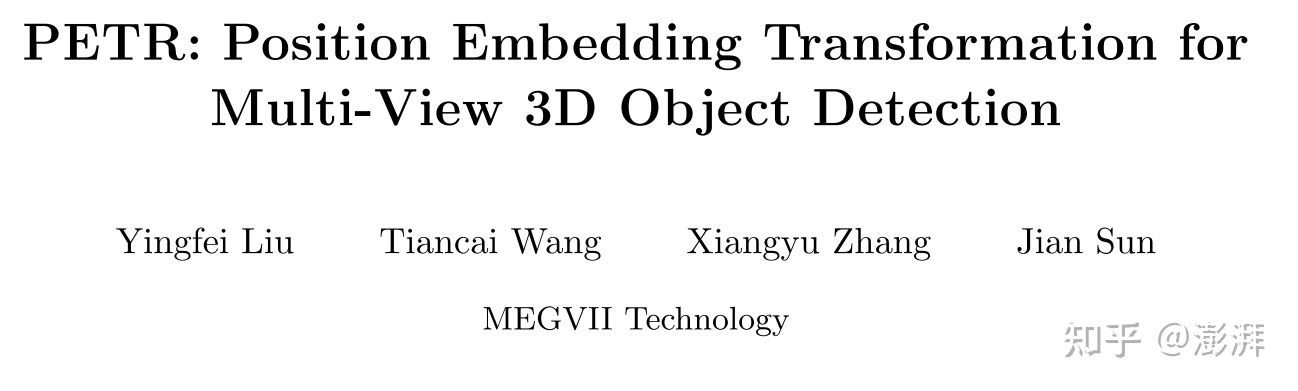 PETR: Position Embedding Transformation for
Multi-View 3D Object Detection
Yingfei Liu Tiancai Wang Xiangyu Zhang Jian Sun
MEGVII Technology
知乎 @澎湃